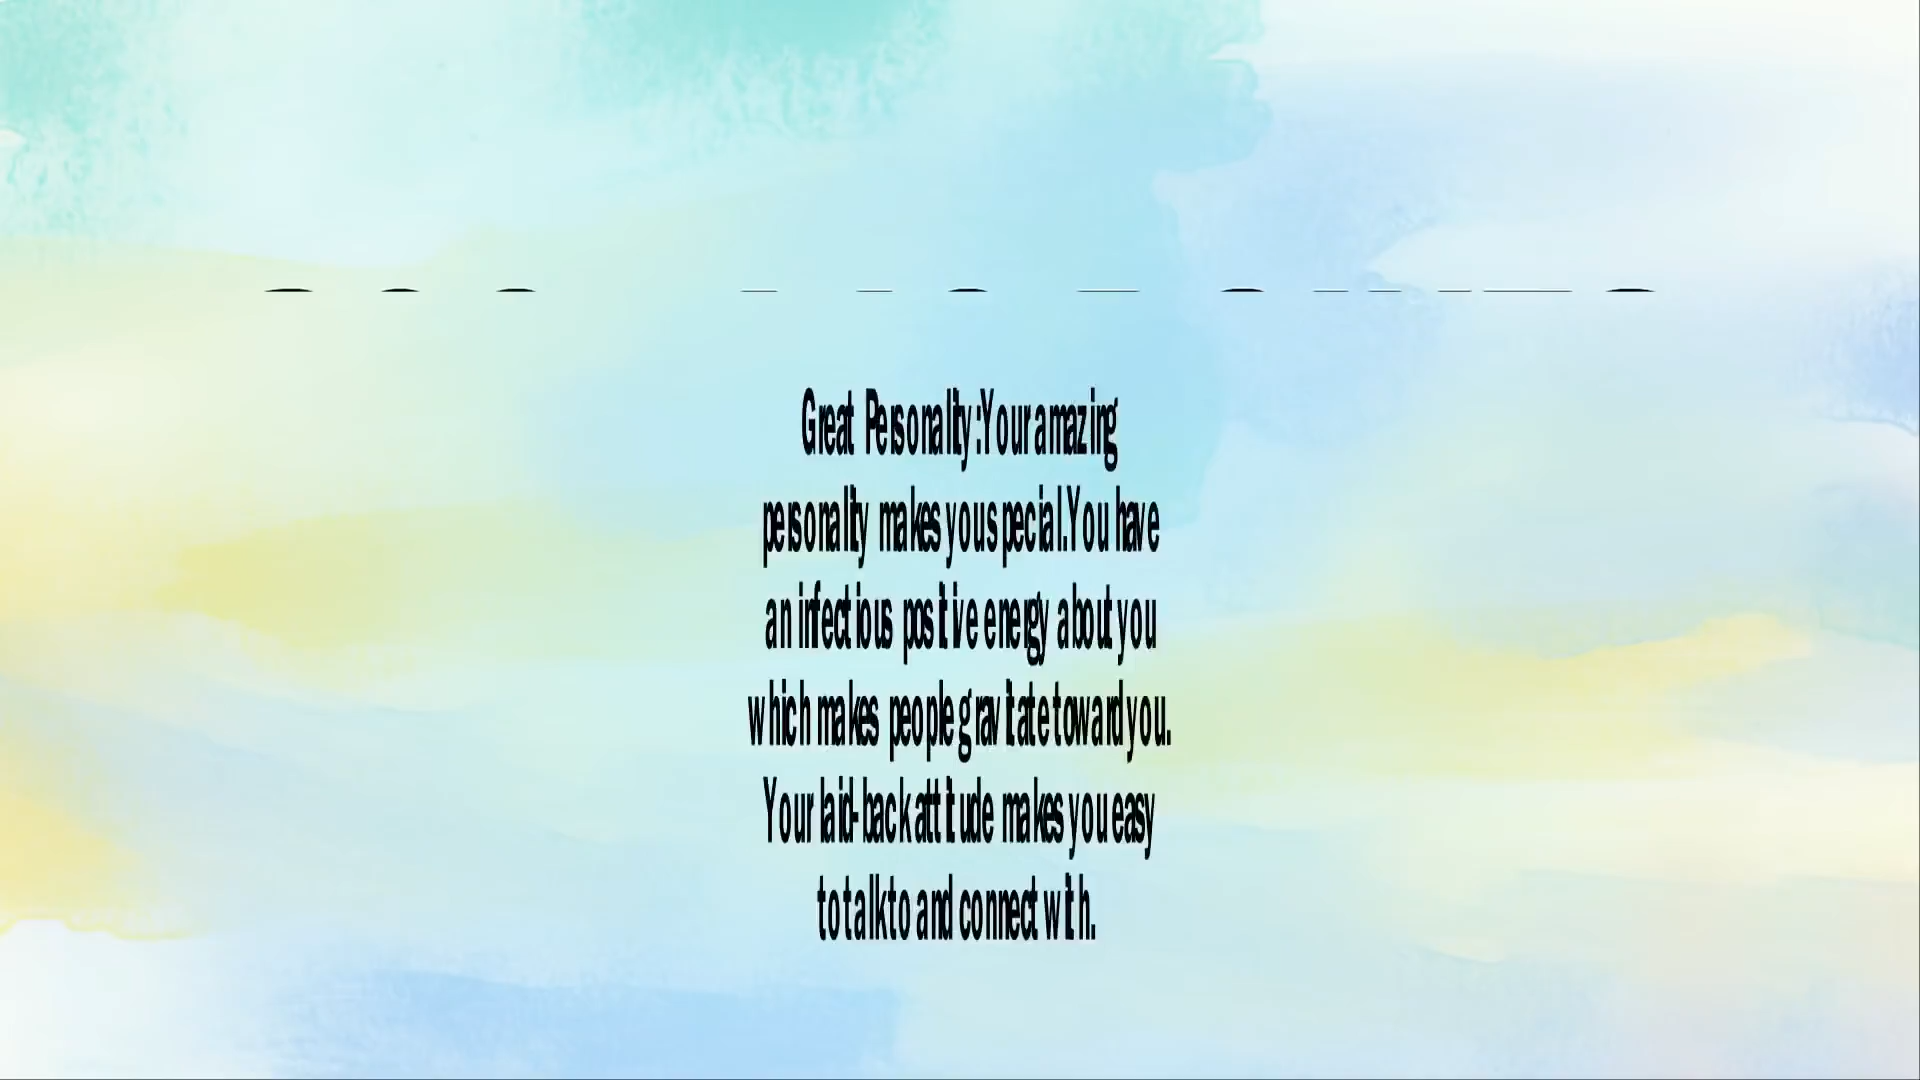 Great Personality:Your amazing
personality makes you special.You have
an infectious positive energy about you
which makes people gravitate toward you.
Your laid-back attitude makes you easy
to talk to and connect with.